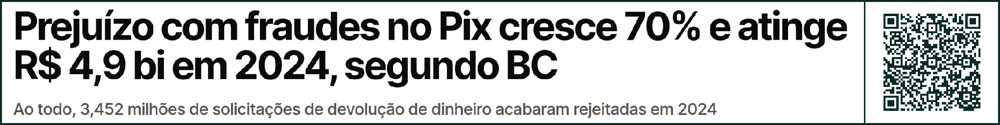 Prejuízo com fraudes no Pix cresce 70% e atinge
R$ 4,9 bi em 2024, segundo BC
Ao todo, 3,452 milhões de solicitações de devolução de dinheiro acabaram rejeitadas em 2024